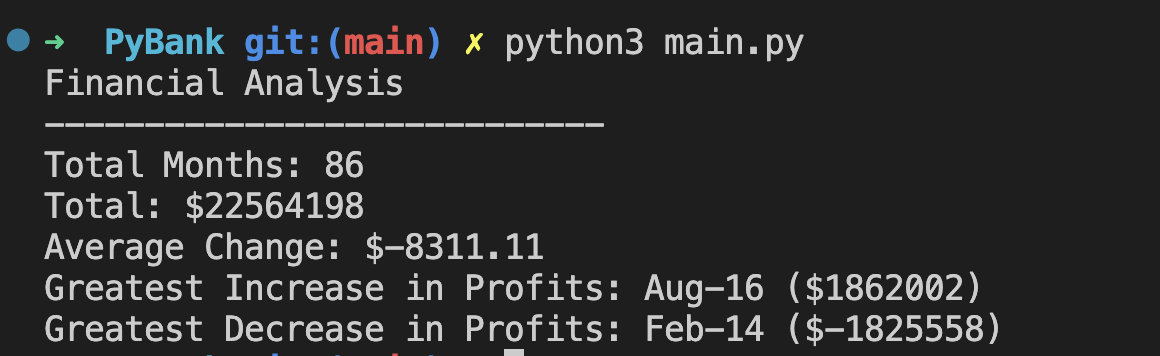 ➜  PyBank git:(main) ✗ python3 main.py
Financial Analysis
----------------------------
Total Months: 86
Total: $22564198
Average Change: $-8311.11
Greatest Increase in Profits: Aug-16 ($1862002)
Greatest Decrease in Profits: Feb-14 ($-1825558)